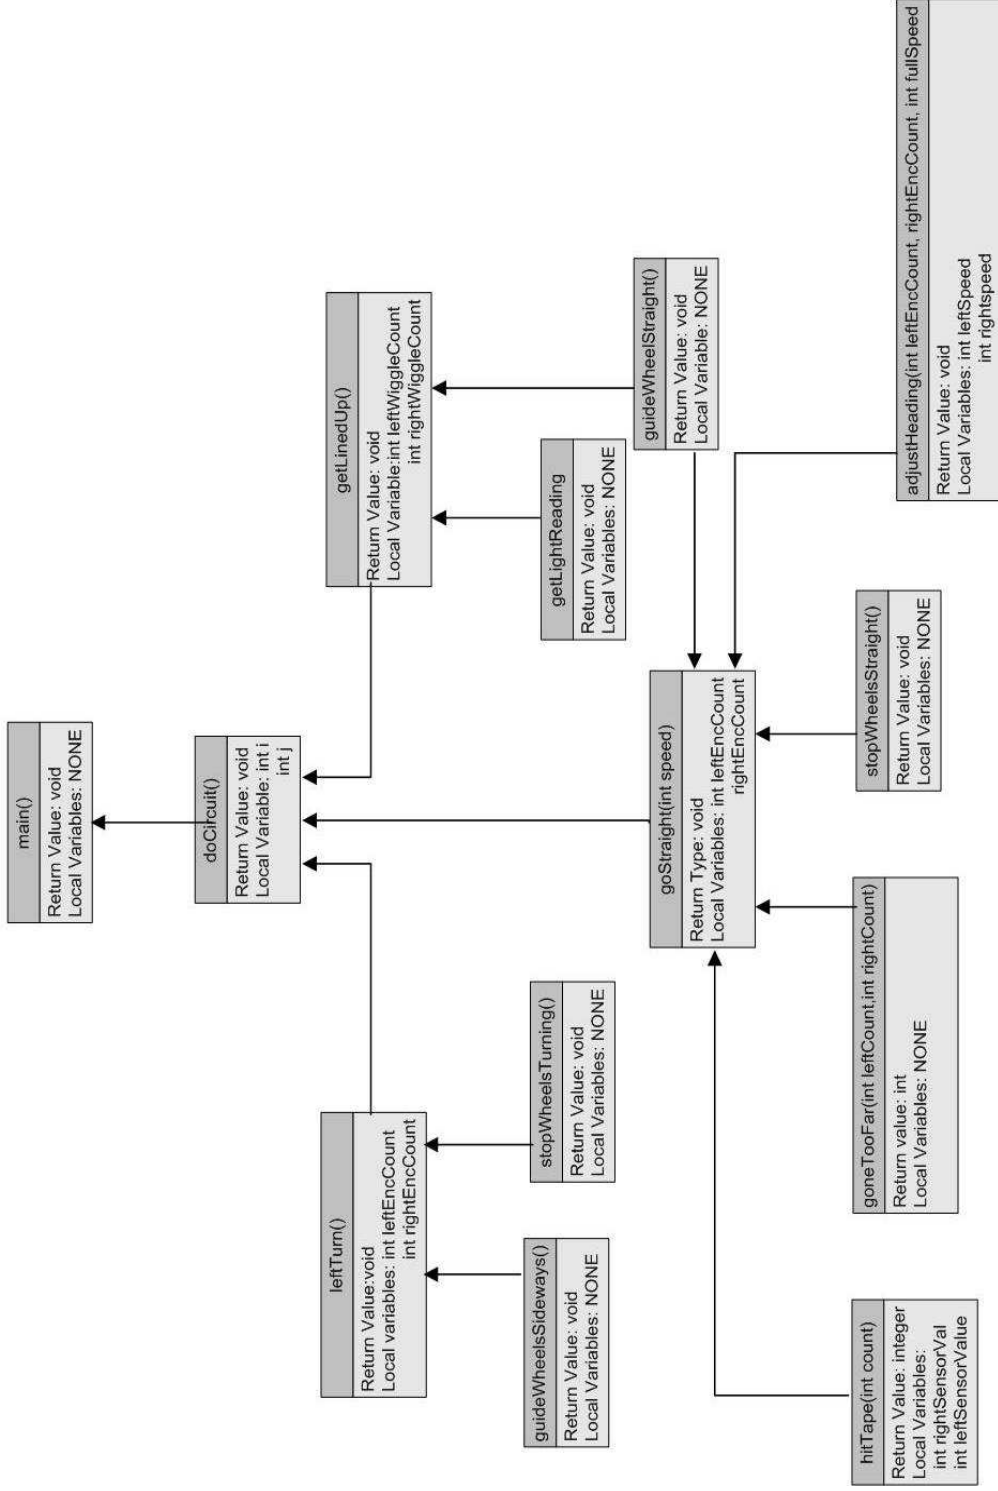 main()
Return Value: void
Local Variables: NONE
doCircuit()
Return Value: void
Local Variable: int i
int j
leftTurn()
Return Value:void
Local variables: int leftEncCount
int rightEncCount
getLinedUp()
Return Value: void
Local Variable:int leftWiggleCount
int rightWiggleCount
guideWheelsSideways()
Return Value: void
Local Variables: NONE
stopWheelsTurning()
Return Value: void
Local Variables: NONE
getLightReading
Return Value: void
Local Variables: NONE
guideWheelStraight()
Return Value: void
Local Variable: NONE
goStraight(int speed)
Return Type: void
Local Variables: int leftEncCount
rightEncCount
hitTape(int count)
Return Value: integer
Local Variables:
int rightSensorVal
int leftSensorValue
goneTooFar(int leftCount,int rightCount)
Return value: int
Local Variables: NONE
stopWheelsStraight()
Return Value: void
Local Variables: NONE
adjustHeading(int leftEncCount, rightEncCount, int fullSpeed
Return Value: void
Local Variables: int leftSpeed
int rightspeed